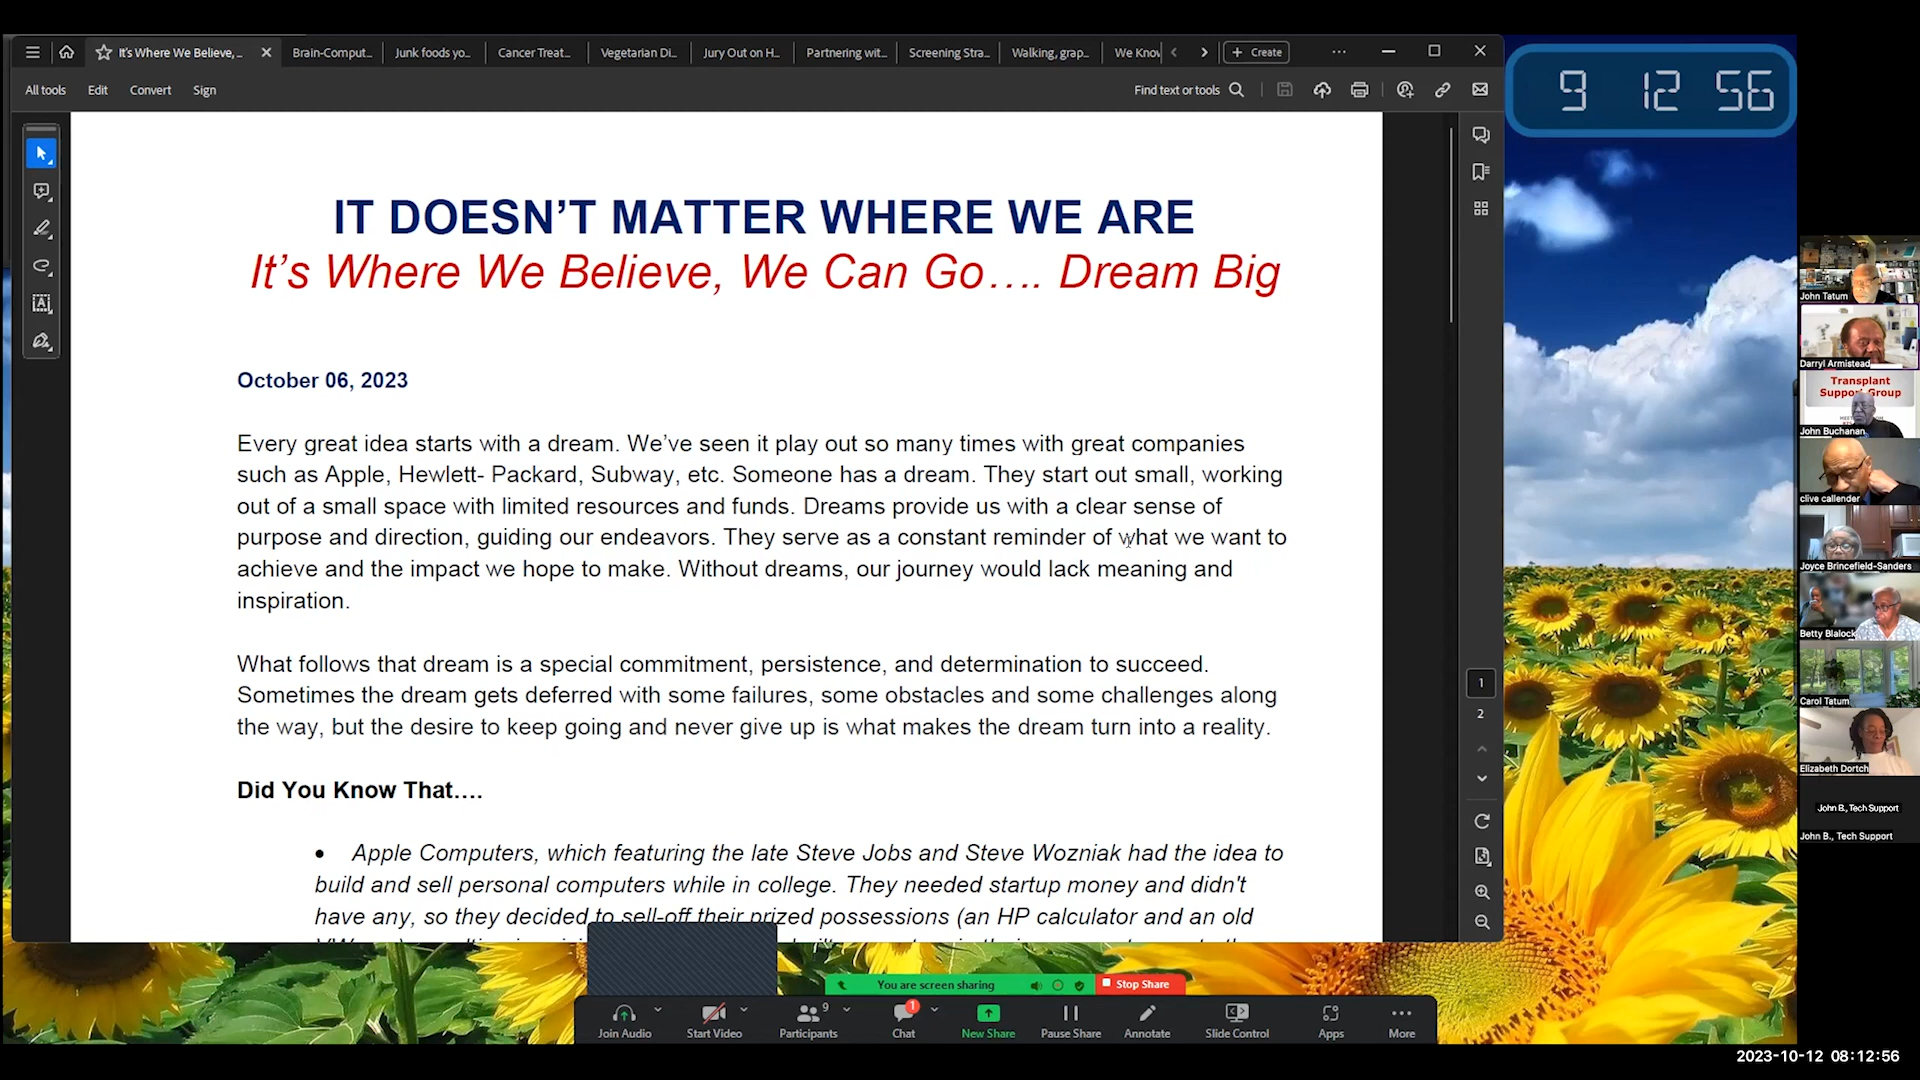 It's Where We Believe, ...
Brain-Comput...
Junk foods yo...
Cancer Treat...
Vegetarian Di...
Jury Out on H...
Partnering wit...
Screening Stra...
Walking, grap...
We Know
Create
All tools
Edit
Convert
Sign
Find text or tools
9 12 56
IT DOESN'T MATTER WHERE WE ARE
It's Where We Believe, We Can Go.... Dream Big
October 06, 2023
Every great idea starts with a dream. We've seen it play out so many times with great companies
such as Apple, Hewlett- Packard, Subway, etc. Someone has a dream. They start out small, working
out of a small space with limited resources and funds. Dreams provide us with a clear sense of
purpose and direction, guiding our endeavors. They serve as a constant reminder of what we want to
achieve and the impact we hope to make. Without dreams, our journey would lack meaning and
inspiration.
What follows that dream is a special commitment, persistence, and determination to succeed.
Sometimes the dream gets deferred with some failures, some obstacles and some challenges along
the way, but the desire to keep going and never give up is what makes the dream turn into a reality.
Did You Know That....
• Apple Computers, which featuring the late Steve Jobs and Steve Wozniak had the idea to
build and sell personal computers while in college. They needed startup money and didn't
have any, so they decided to sell-off their prized possessions (an HP calculator and an old
1
2
John Tatum
Darryl Armistead
Transplant
Support Group
John Buchanan
clive callender
Joyce Brincefield-Sanders
Betty Blalock
Carol Tatum
Elizabeth Dortch
John B., Tech Support
John B., Tech Support
You are screen sharing
Stop Share
Join Audio
Start Video
Participants
9
Chat
1
New Share
Pause Share
Annotate
Slide Control
Apps
More
2023-10-12 08:12:56